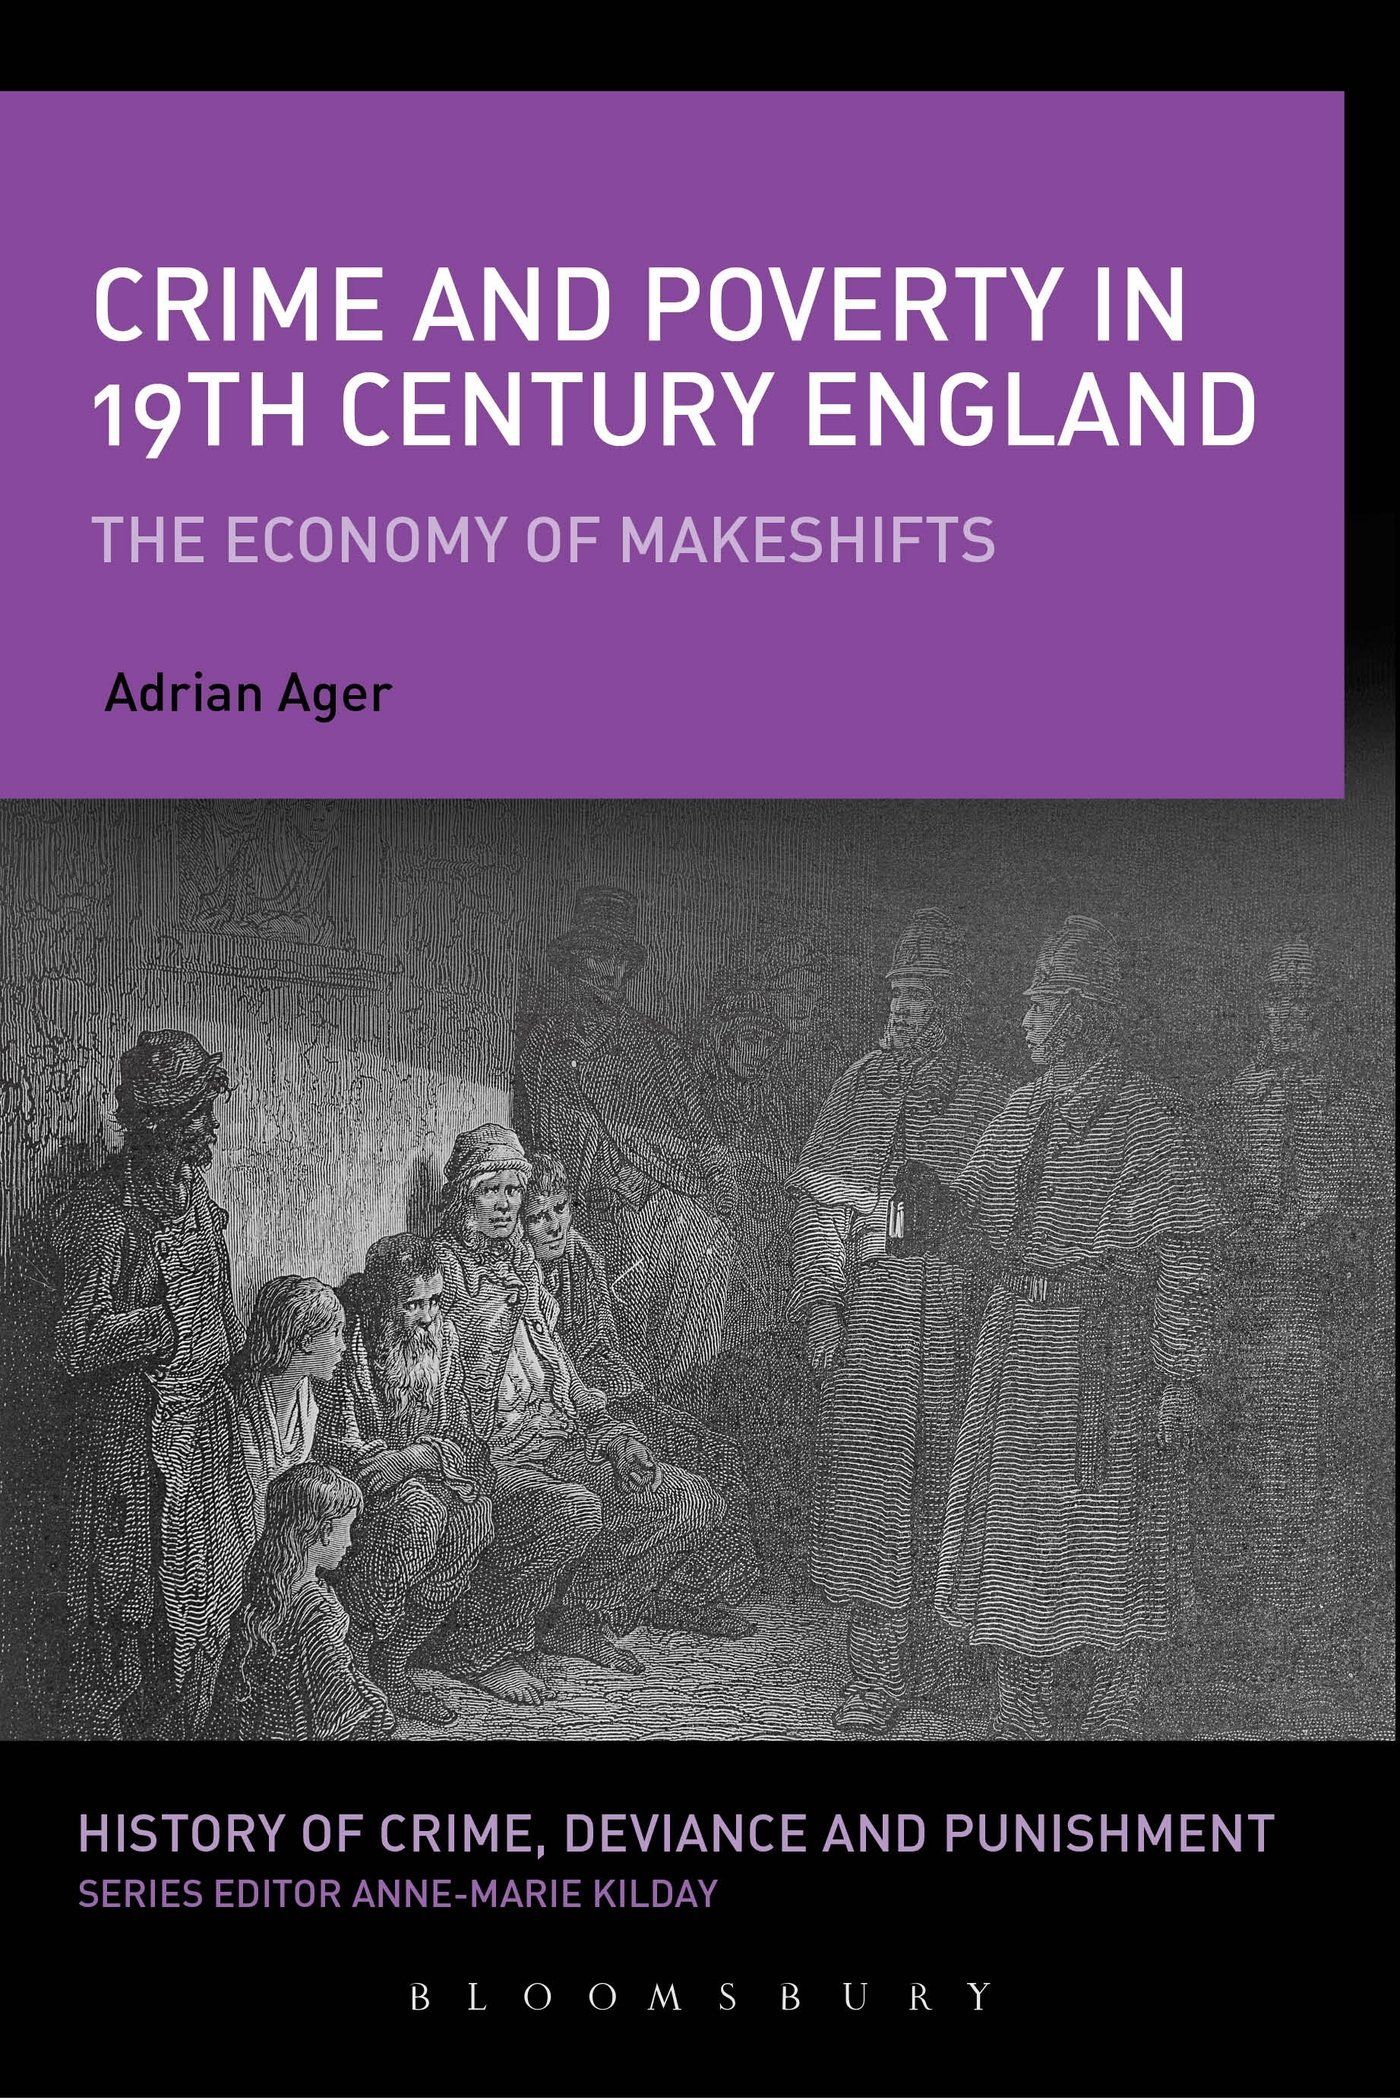 CRIME AND POVERTY IN
19TH CENTURY ENGLAND
THE ECONOMY OF MAKESHIFTS
Adrian Ager
HISTORY OF CRIME, DEVIANCE AND PUNISHMENT
SERIES EDITOR ANNE-MARIE KILDAY
BLOOMSBURY